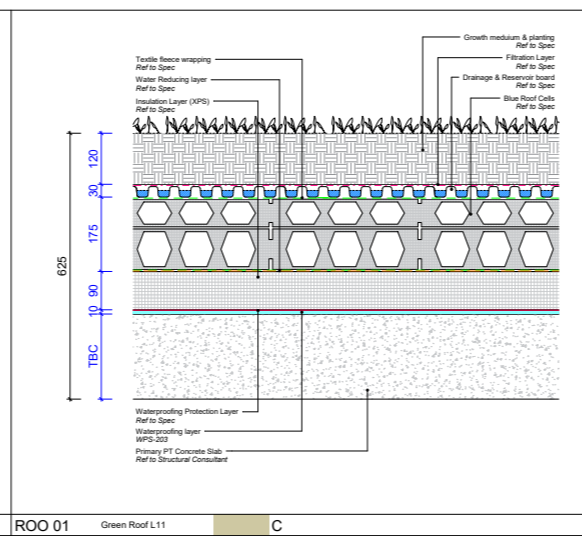 Textile fleece wrapping
Ref to Spec
Water Reducing layer
Ref to Spec
Insulation Layer (XPS)
Ref to Spec
Growth meduium & planting
Ref to Spec
Filtration Layer
Ref to Spec
Drainage & Reservoir board
Ref to Spec
Blue Roof Cells
Ref to Spec
625
120
30
175
90
10
TBC
Waterproofing Protection Layer
Ref to Spec
Waterproofing layer
WPS-203
Primary PT Concrete Slab
Ref to Structural Consultant
ROO 01 Green Roof L11 C